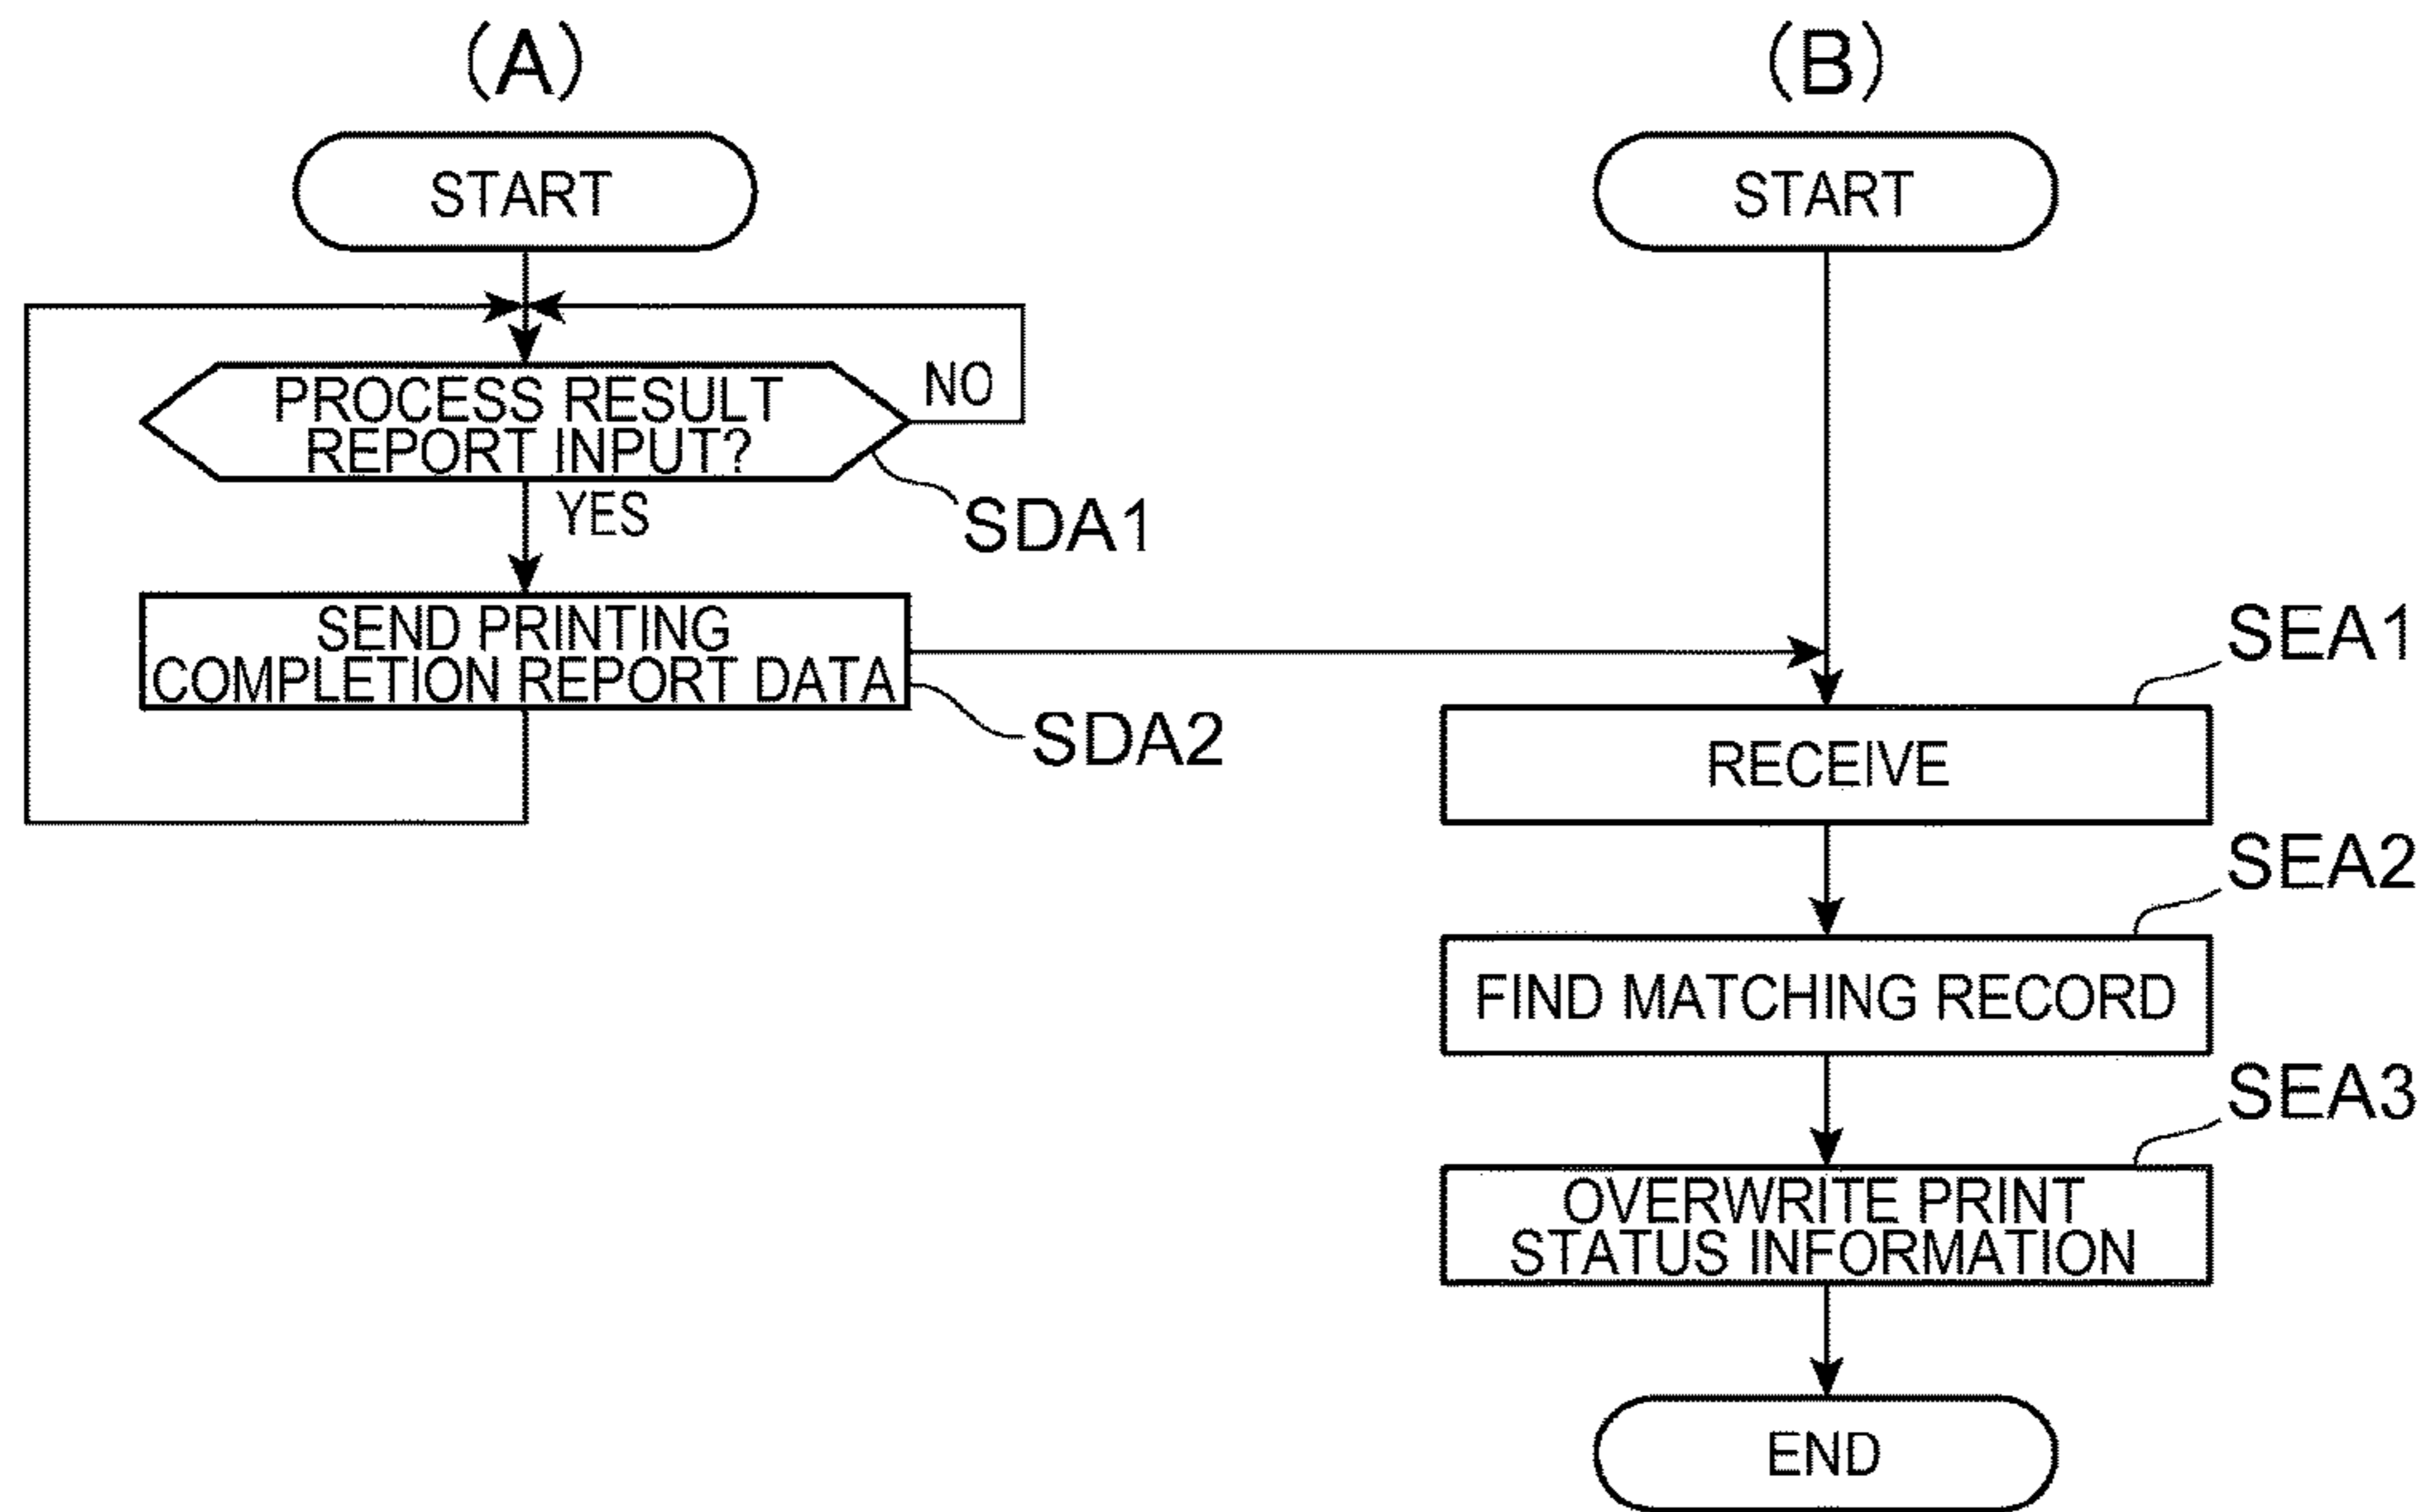 (A)
START
PROCESS RESULT
REPORT INPUT?
NO
YES
SDA1
SEND PRINTING
COMPLETION REPORT DATA
SDA2
(B)
START
SEA1
RECEIVE
SEA2
FIND MATCHING RECORD
SEA3
OVERWRITE PRINT
STATUS INFORMATION
END